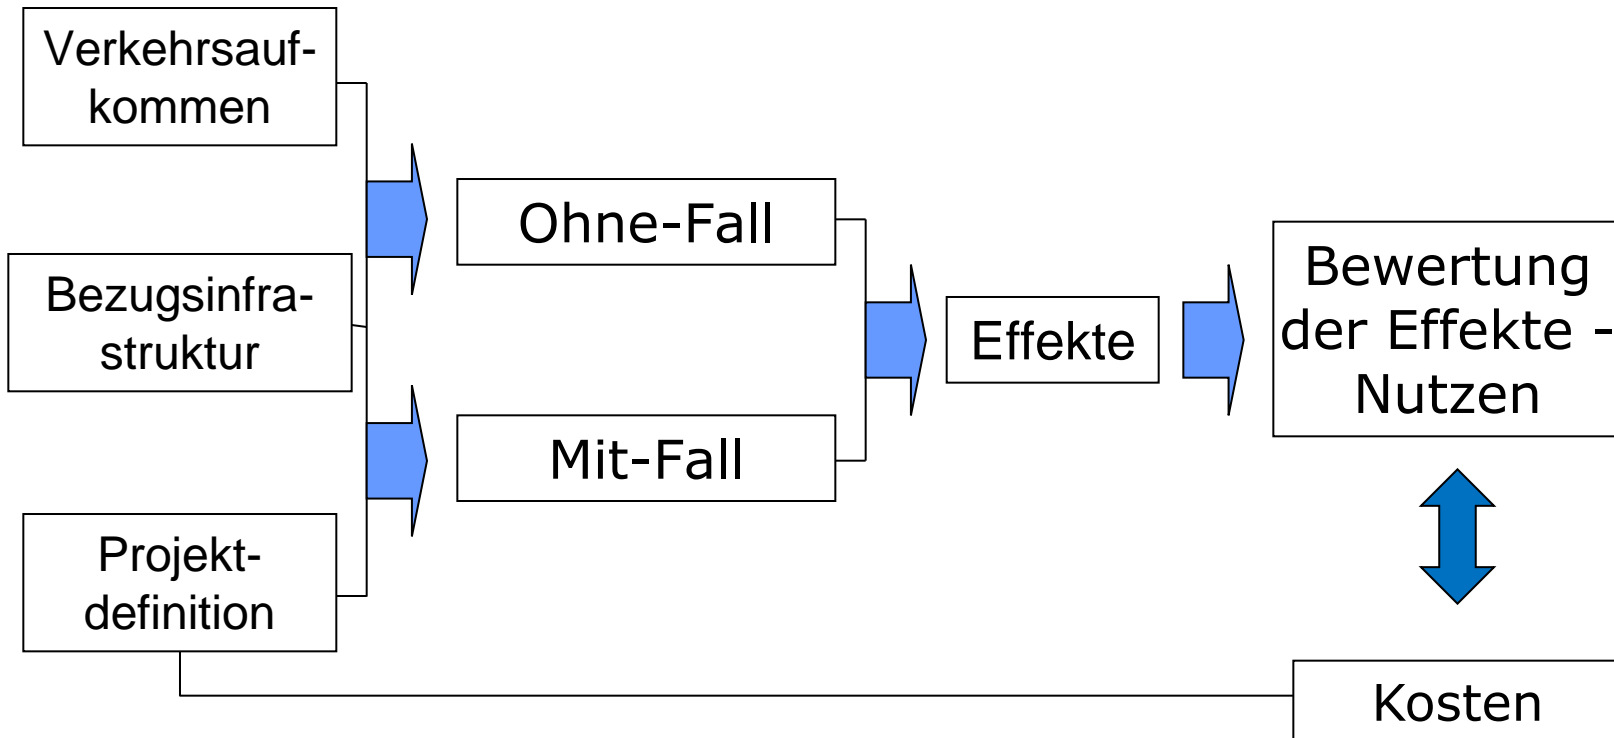 Verkehrsauf-
kommen
Bezugsinfra-
struktur
Projekt-
definition
Ohne-Fall
Mit-Fall
Effekte
Bewertung
der Effekte -
Nutzen
Kosten